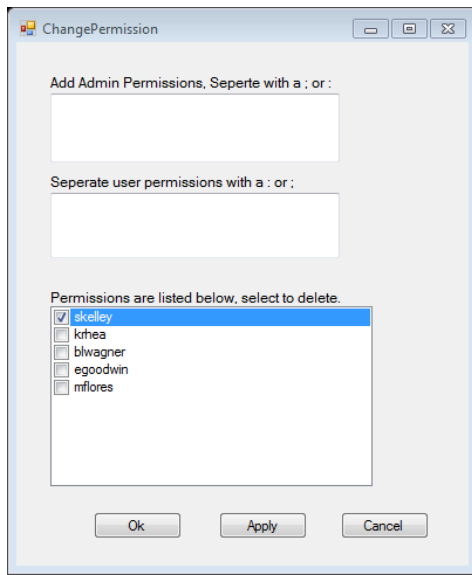 ChangePermission
Add Admin Permissions, Seperte with a ; or :
Seperate user permissions with a : or ;
Permissions are listed below, select to delete.
skelley
krhea
blwagner
egoodwin
mflores
Ok Apply Cancel